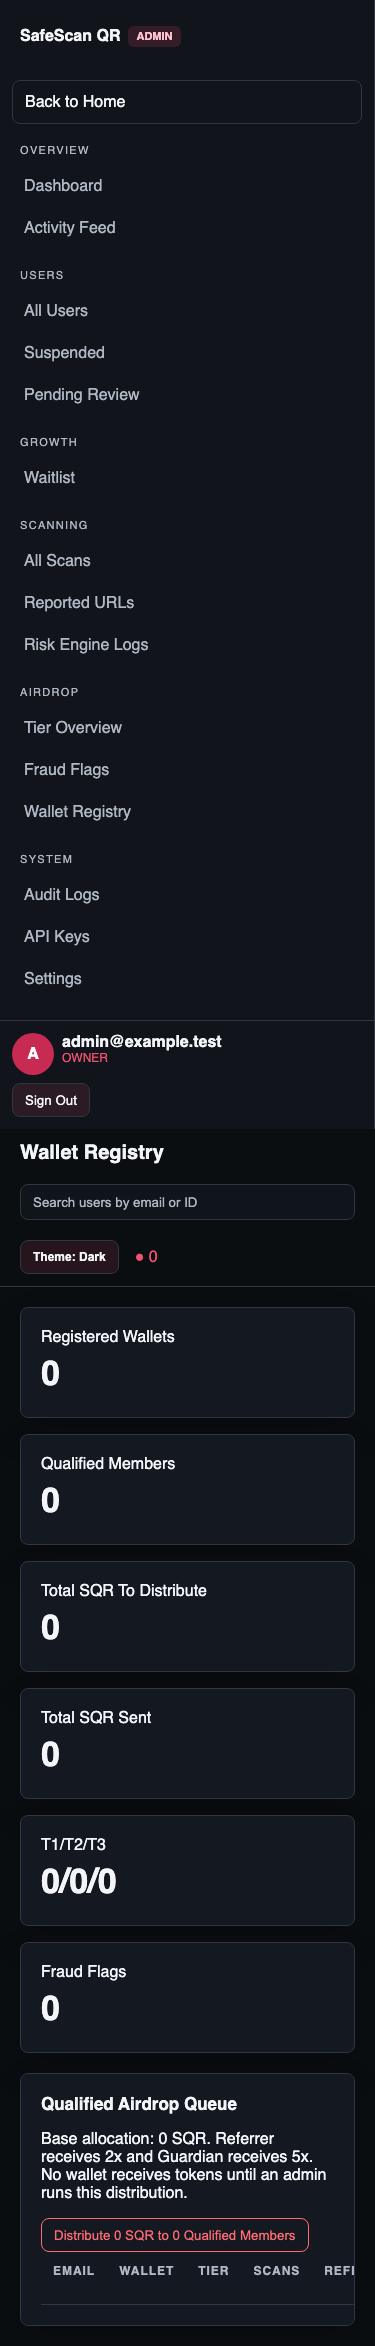 SafeScan QR ADMIN
Back to Home
OVERVIEW
Dashboard
Activity Feed
USERS
All Users
Suspended
Pending Review
GROWTH
Waitlist
SCANNING
All Scans
Reported URLs
Risk Engine Logs
AIRDROP
Tier Overview
Fraud Flags
Wallet Registry
SYSTEM
Audit Logs
API Keys
Settings
A admin@example.test
OWNER
Sign Out
Wallet Registry
Search users by email or ID
Theme: Dark ● 0
Registered Wallets
0
Qualified Members
0
Total SQR To Distribute
0
Total SQR Sent
0
T1/T2/T3
0/0/0
Fraud Flags
0
Qualified Airdrop Queue
Base allocation: 0 SQR. Referrer
receives 2x and Guardian receives 5x.
No wallet receives tokens until an admin
runs this distribution.
Distribute 0 SQR to 0 Qualified Members
EMAIL WALLET TIER SCANS